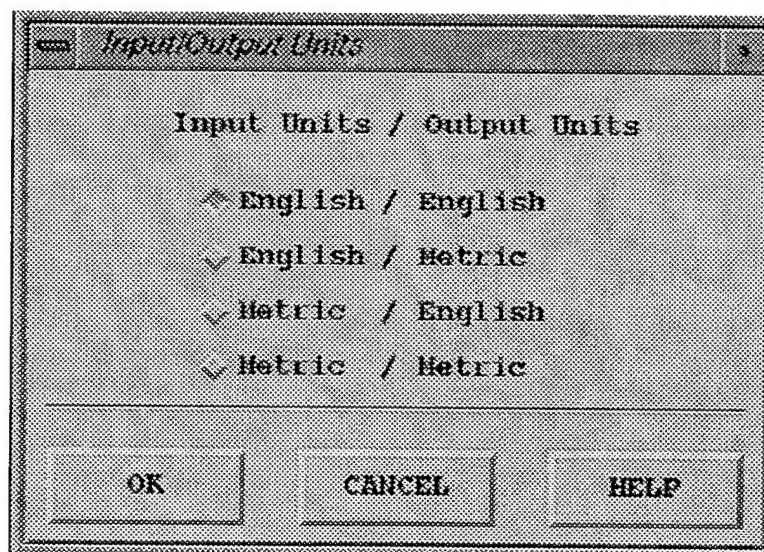 Input/Output Units
Input Units / Output Units
English / English
English / Metric
Metric / English
Metric / Metric
OK CANCEL HELP